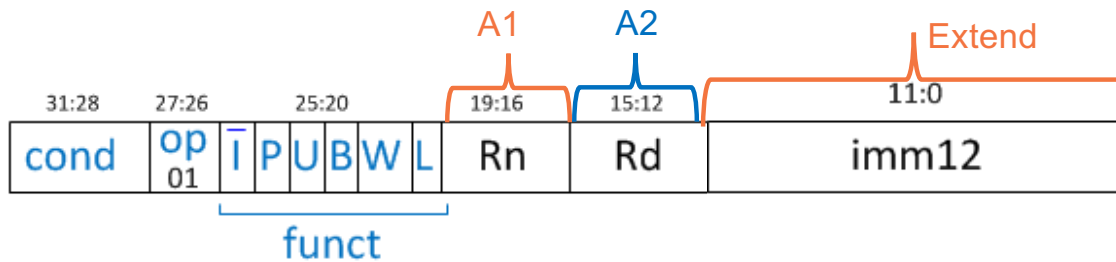 A1 A2 Extend
31:28 27:26 25:20 19:16 15:12 11:0
cond op 01 I P U B W L Rn Rd imm12
funct